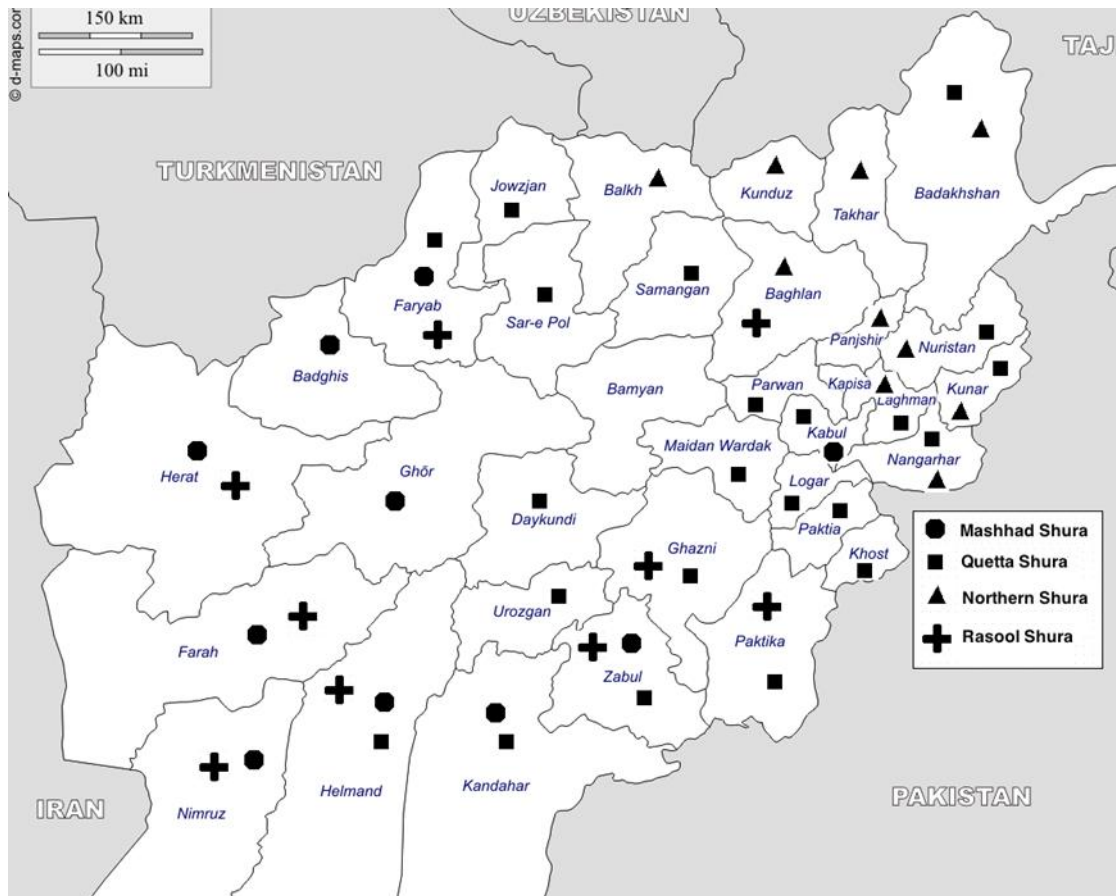 UZBEKISTAN
150 km
100 mi
© d-maps.com
TAJ
TURKMENISTAN
Jowzjan
Balkh
Kunduz
Takhar
Badakhshan
Faryab
Sar-e Pol
Samangan
Baghlan
Panjshir
Nuristan
Badghis
Bamyan
Parwan
Kapisa
Laghman
Kunar
Kabul
Maidan Wardak
Nangarhar
Herat
Ghōr
Logar
Daykundi
Paktia
Ghazni
Khost
Mashhad Shura
Quetta Shura
Northern Shura
Rasool Shura
Urozgan
Farah
Zabul
Paktika
Nimruz
Helmand
Kandahar
IRAN
PAKISTAN